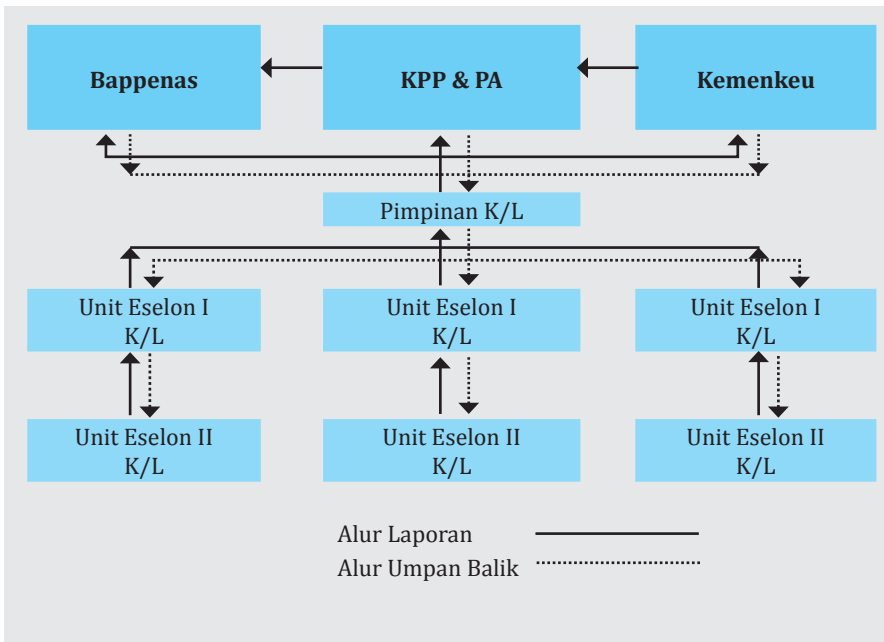 Bappenas
KPP & PA
Kemenkeu
Pimpinan K/L
Unit Eselon I
K/L
Unit Eselon I
K/L
Unit Eselon I
K/L
Unit Eselon II
K/L
Unit Eselon II
K/L
Unit Eselon II
K/L
Alur Laporan
Alur Umpan Balik